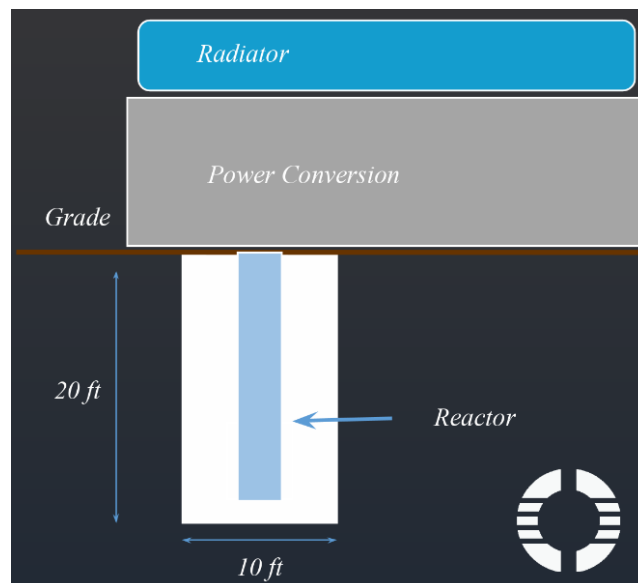 Radiator
Power Conversion
Grade
20 ft
Reactor
10 ft